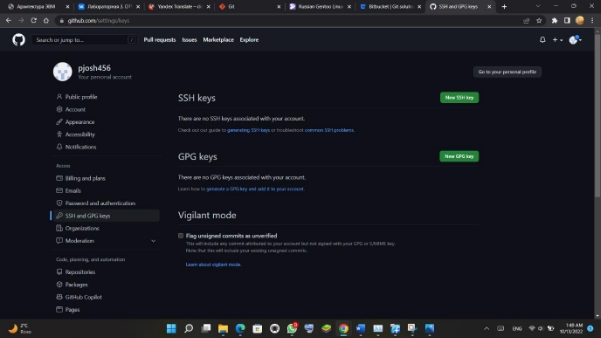 Архитектура ЭВМ
Yandex Translate – di
Git
Russian Gentoo Linu
Bitbucket | Git solution
SSH and GPG keys
github.com/settings/keys
Search or jump to...
/
Pull requests
Issues
Marketplace
Explore
pjosh456
Your personal account
Go to your personal profile
Public profile
Account
Appearance
Accessibility
Notifications
Access
Billing and plans
Emails
Password and authentication
SSH and GPG keys
Organizations
Moderation
Code, planning, and automation
Repositories
Packages
GitHub Copilot
Pages
SSH keys
New SSH key
There are no SSH keys associated with your account.
Check out our guide to generating SSH keys or troubleshoot common SSH problems.
GPG keys
New GPG key
There are no GPG keys associated with your account.
Learn how to generate a GPG key and add it to your account.
Vigilant mode
Flag unsigned commits as unverified
This will include any commit attributed to your account but not signed with your GPG or S/MIME key.
Note that this will include your existing unsigned commits.
Learn about vigilant mode.
2°C
ENG
1:48 AM
10/13/2022